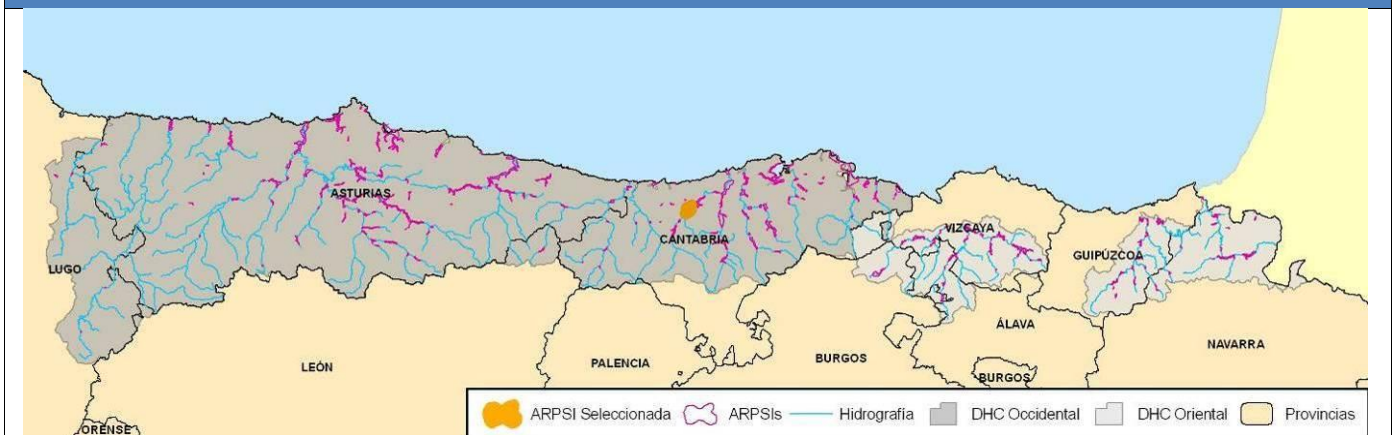 ASTURIAS
CANTABRIA
VIZCAYA
GUIPÚZCOA
LUGO
ÁLAVA
NAVARRA
LEÓN
PALENCIA
BURGOS
BURGOS
ORENSE
ARPSI Seleccionada ARPSIs Hidrografía DHC Occidental DHC Oriental Provincias